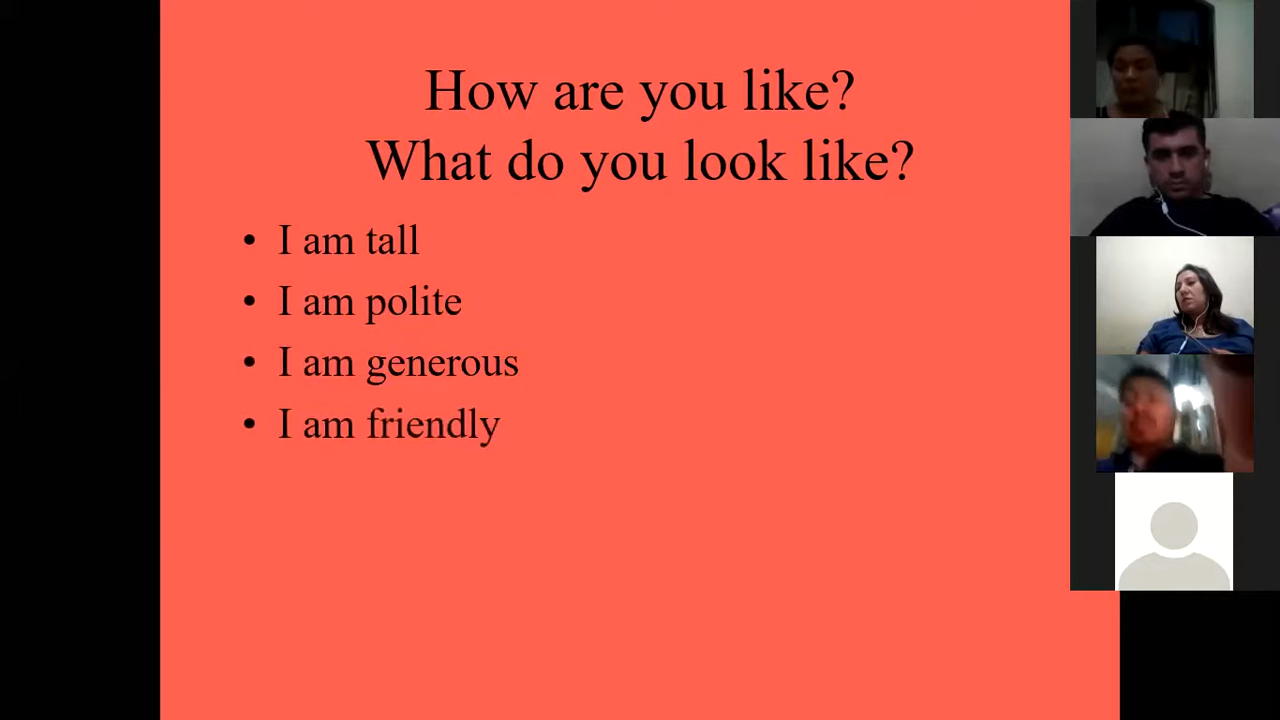 How are you like?
What do you look like?
• I am tall
• I am polite
• I am generous
• I am friendly